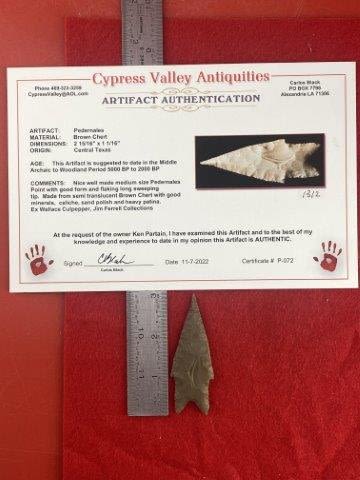 Cypress Valley Antiquities
Phone 469-323-3258
CypressValley@AOL.com
Carlos Black
PO BOX 7798
Alexandria LA 71306
ARTIFACT AUTHENTICATION
ARTIFACT: Pedernales
MATERIAL: Brown Chert
DIMENSIONS: 2 15/16" x 1 1/16"
ORIGIN: Central Texas
AGE: This Artifact is suggested to date in the Middle
Archaic to Woodland Period 5000 BP to 2000 BP
COMMENTS: Nice well made medium size Pedernales
Point with good form and flaking long sweeping
tip. Made from semi translucent Brown Chert with good
minerals, caliche, sand polish and heavy patina.
Ex Wallace Culpepper, Jim Ferrell Collections
1312
At the request of the owner Ken Partain, I have examined this Artifact and to the best of my
knowledge and experience to date in my opinion this Artifact is AUTHENTIC.
Signed
Carlos Black
Date 11-7-2022
Certificate # P-072